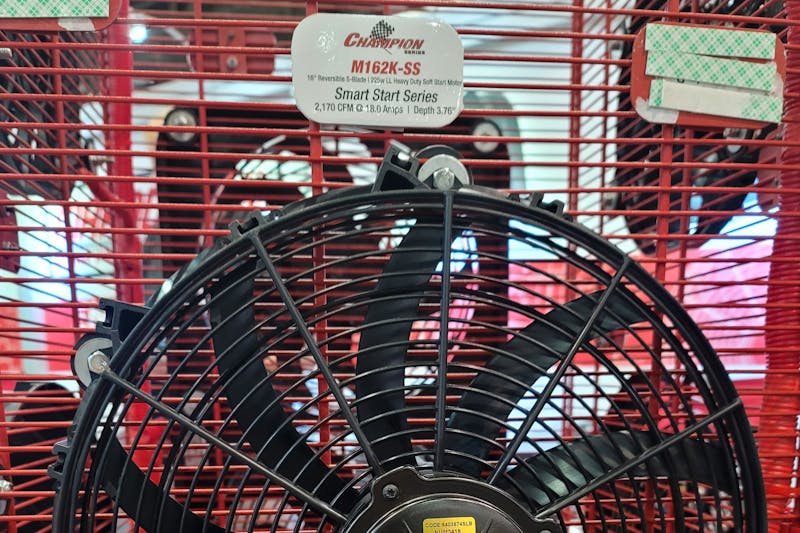 CHAMPION
SERIES
M162K-SS
16" Reversible S-Blade | 225w LL Heavy Duty Soft Start Motor
Smart Start Series
2,170 CFM @ 18.0 Amps | Depth 3.76"